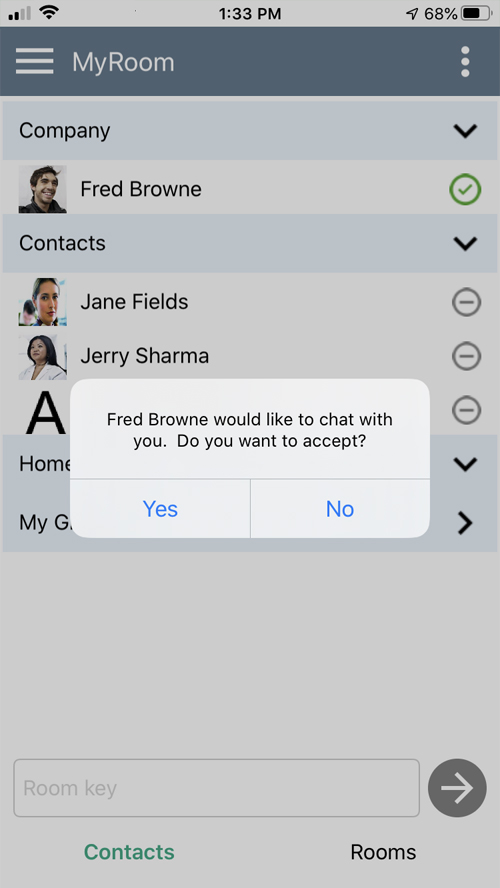 1:33 PM
68%
MyRoom
Company
Fred Browne
Contacts
Jane Fields
Jerry Sharma
A
Fred Browne would like to chat with
you.  Do you want to accept?
Home
My G
Yes
No
Room key
Contacts
Rooms